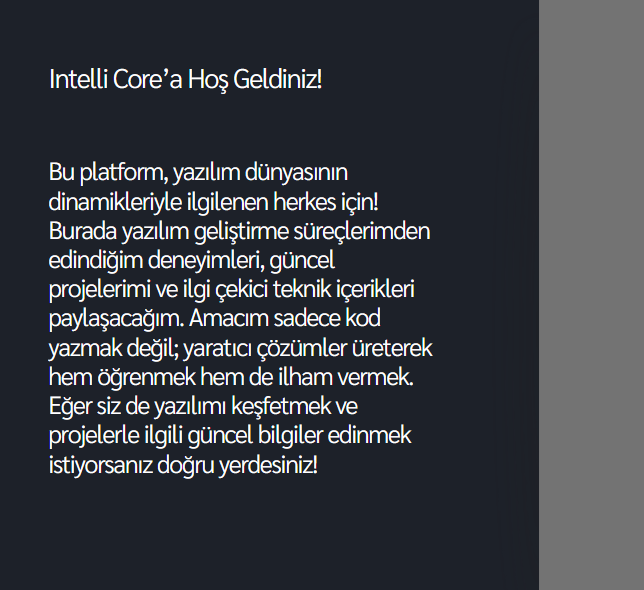 Intelli Core’a Hoş Geldiniz!
Bu platform, yazılım dünyasının
dinamikleriyle ilgilenen herkes için!
Burada yazılım geliştirme süreçlerimden
edindiğim deneyimleri, güncel
projelerimi ve ilgi çekici teknik içerikleri
paylaşacağım. Amacım sadece kod
yazmak değil; yaratıcı çözümler üreterek
hem öğrenmek hem de ilham vermek.
Eğer siz de yazılımı keşfetmek ve
projelerle ilgili güncel bilgiler edinmek
istiyorsanız doğru yerdesiniz!